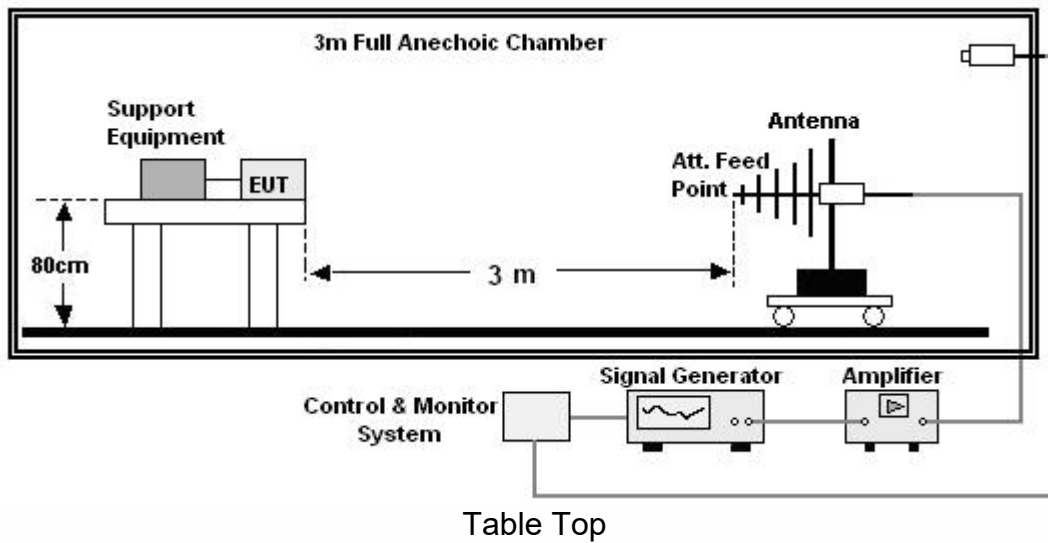 3m Full Anechoic Chamber
Support
Equipment
EUT
80cm
3 m
Antenna
Att. Feed
Point
Signal Generator
Amplifier
Control & Monitor
System
Table Top